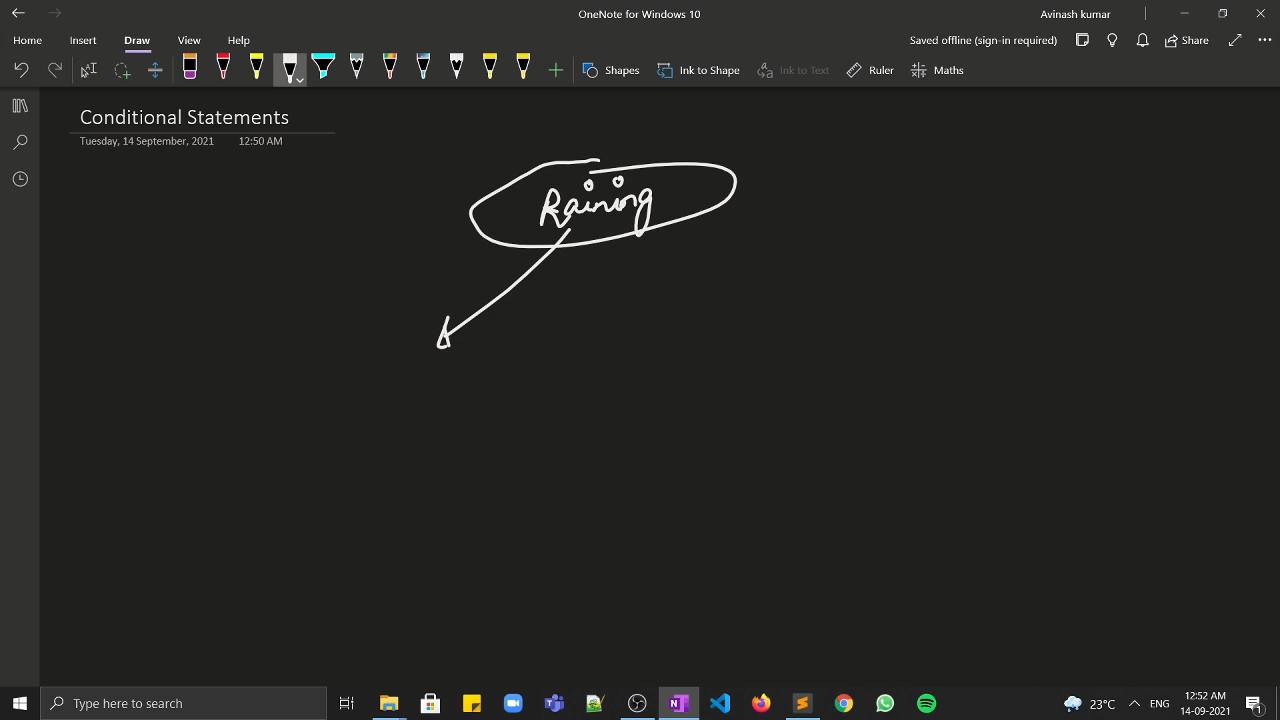 OneNote for Windows 10
Avinash kumar
Home Insert Draw View Help
Saved offline (sign-in required) Share
Shapes Ink to Shape Ink to Text Ruler Maths
Conditional Statements
Tuesday, 14 September, 2021 12:50 AM
Raining
Type here to search
23°C ENG
12:52 AM
14-09-2021